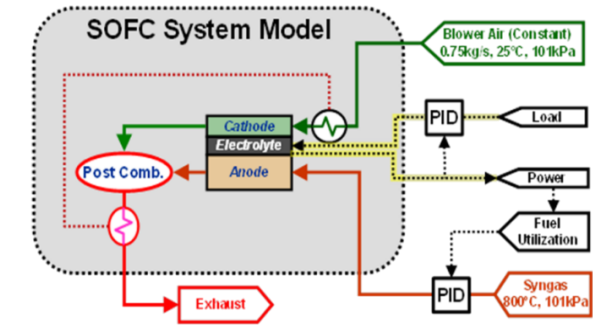 SOFC System Model
Blower Air (Constant)
0.75kg/s, 25°C, 101kPa
Cathode
Electrolyte
Anode
PID
Load
Post Comb.
Power
Fuel
Utilization
Exhaust
PID
Syngas
800°C, 101kPa